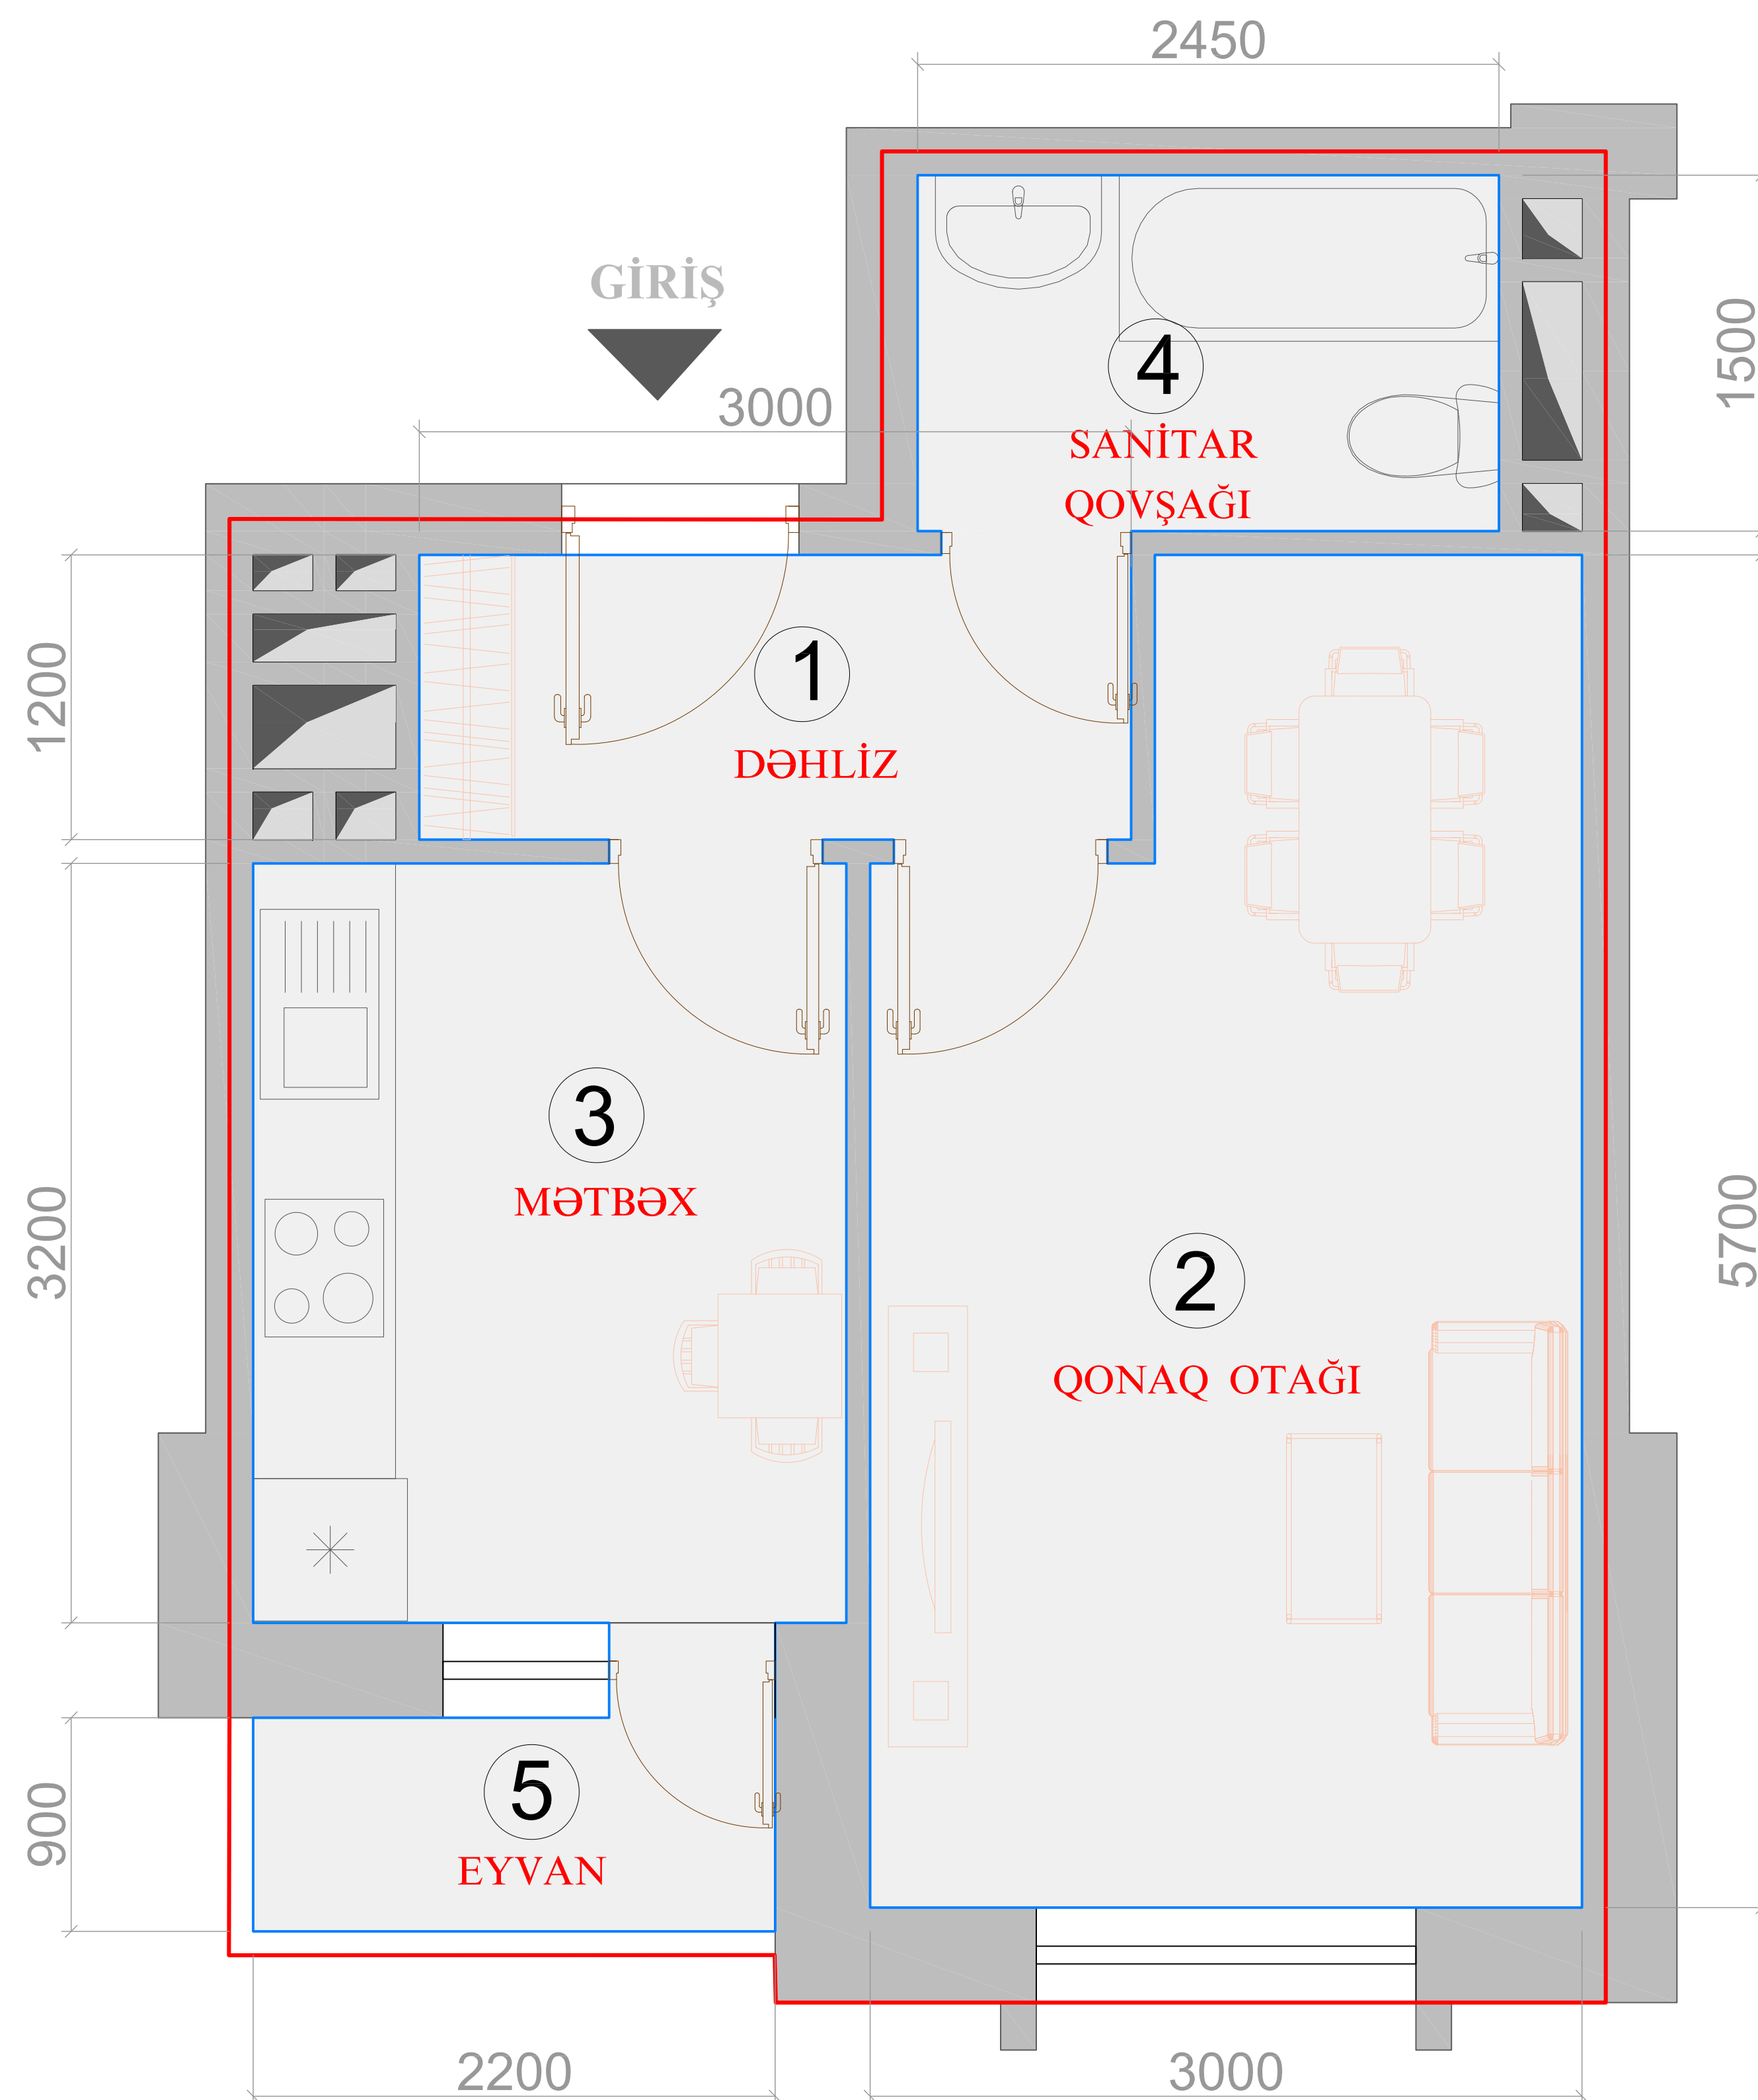 2450
GİRİŞ
3000
4
SANİTAR
QOVŞAĞI
1500
1
DƏHLİZ
1200
3
MƏTBƏX
3200
2
QONAQ OTAĞI
5700
5
EYVAN
900
2200
3000